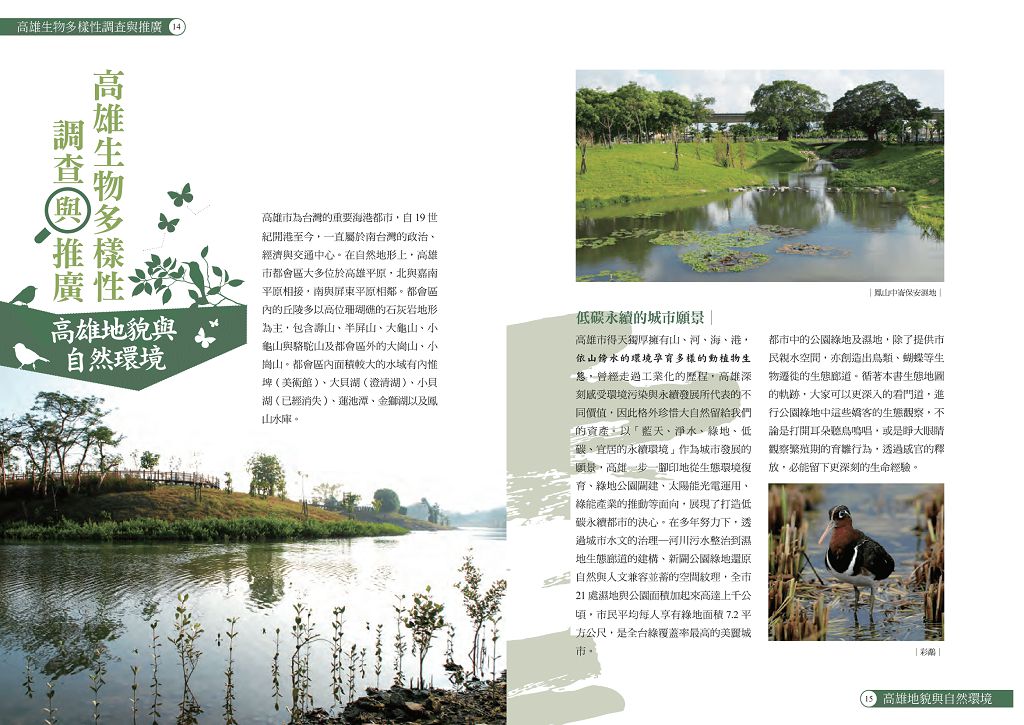 高雄生物多樣性調查與推廣 14
高雄生物多樣性
調查與推廣
高雄地貌與
自然環境
高雄市為台灣的重要海港都市，自 19 世
紀開港至今，一直屬於南台灣的政治、
經濟與交通中心。在自然地形上，高雄
市都會區大多位於高雄平原，北與嘉南
平原相接，南與屏東平原相鄰。都會區
內的丘陵多以高位珊瑚礁的石灰岩地形
為主，包含壽山、半屏山、大龜山、小
龜山與駱駝山及都會區外的大崗山、小
崗山。都會區內面積較大的水域有內惟
埤（美術館）、大貝湖（澄清湖）、小貝
湖（已經消失）、蓮池潭、金獅湖以及鳳
山水庫。
｜鳳山中崙保安濕地｜
低碳永續的城市願景｜
高雄市得天獨厚擁有山、河、海、港，
依山傍水的環境孕育多樣的動植物生
態，曾經走過工業化的歷程，高雄深
刻感受環境污染與永續發展所代表的不
同價值，因此格外珍惜大自然留給我們
的資產。以「藍天、淨水、綠地、低
碳、宜居的永續環境」作為城市發展的
願景，高雄一步一腳印地從生態環境復
育、綠地公園闢建、太陽能光電運用、
綠能產業的推動等面向，展現了打造低
碳永續都市的決心。在多年努力下，透
過城市水文的治理─河川污水整治到濕
地生態廊道的建構、新闢公園綠地還原
自然與人文兼容並蓄的空間紋理，全市
21 處濕地與公園面積加起來高達上千公
頃，市民平均每人享有綠地面積 7.2 平
方公尺，是全台綠覆蓋率最高的美麗城
市。
都市中的公園綠地及濕地，除了提供市
民親水空間，亦創造出鳥類、蝴蝶等生
物遷徙的生態廊道。循著本書生態地圖
的軌跡，大家可以更深入的看門道，進
行公園綠地中這些嬌客的生態觀察，不
論是打開耳朵聽鳥鳴唱，或是睜大眼睛
觀察繁殖期的育雛行為，透過感官的釋
放，必能留下更深刻的生命經驗。
｜彩鷸｜
15 高雄地貌與自然環境